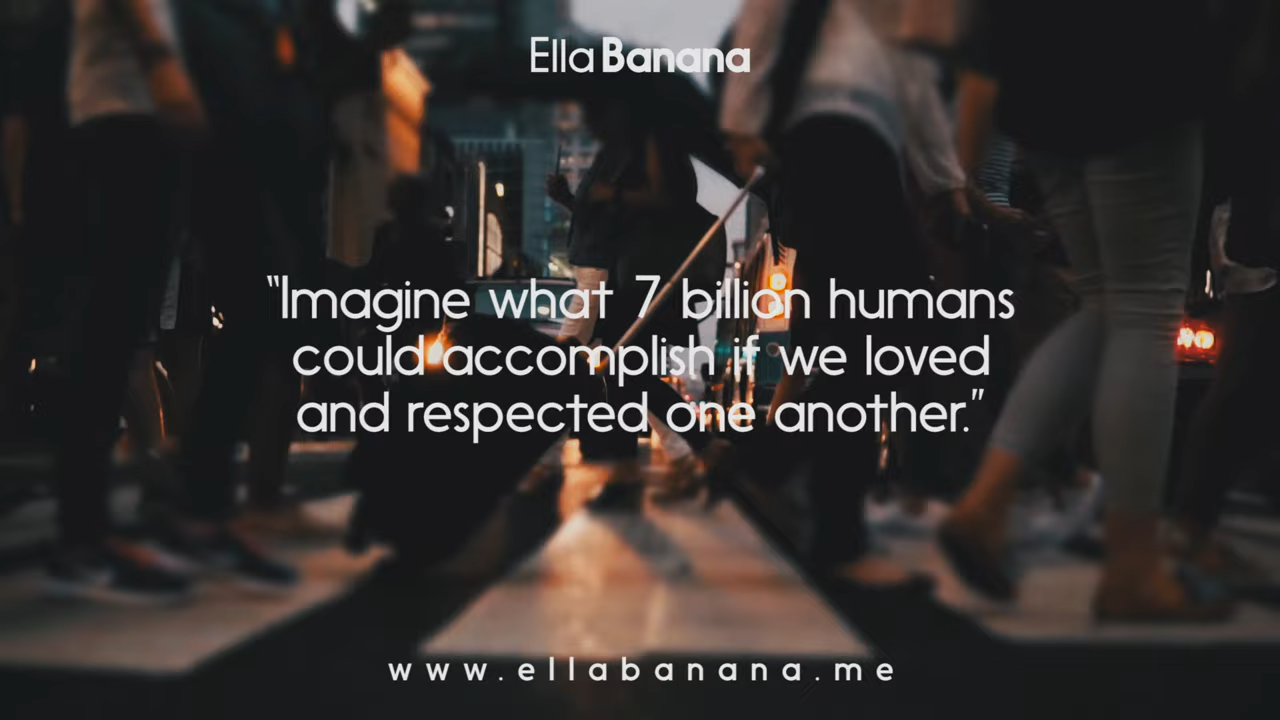 Ella Banana
"Imagine what 7 billion humans
could accomplish if we loved
and respected one another."
www.ellabanana.me